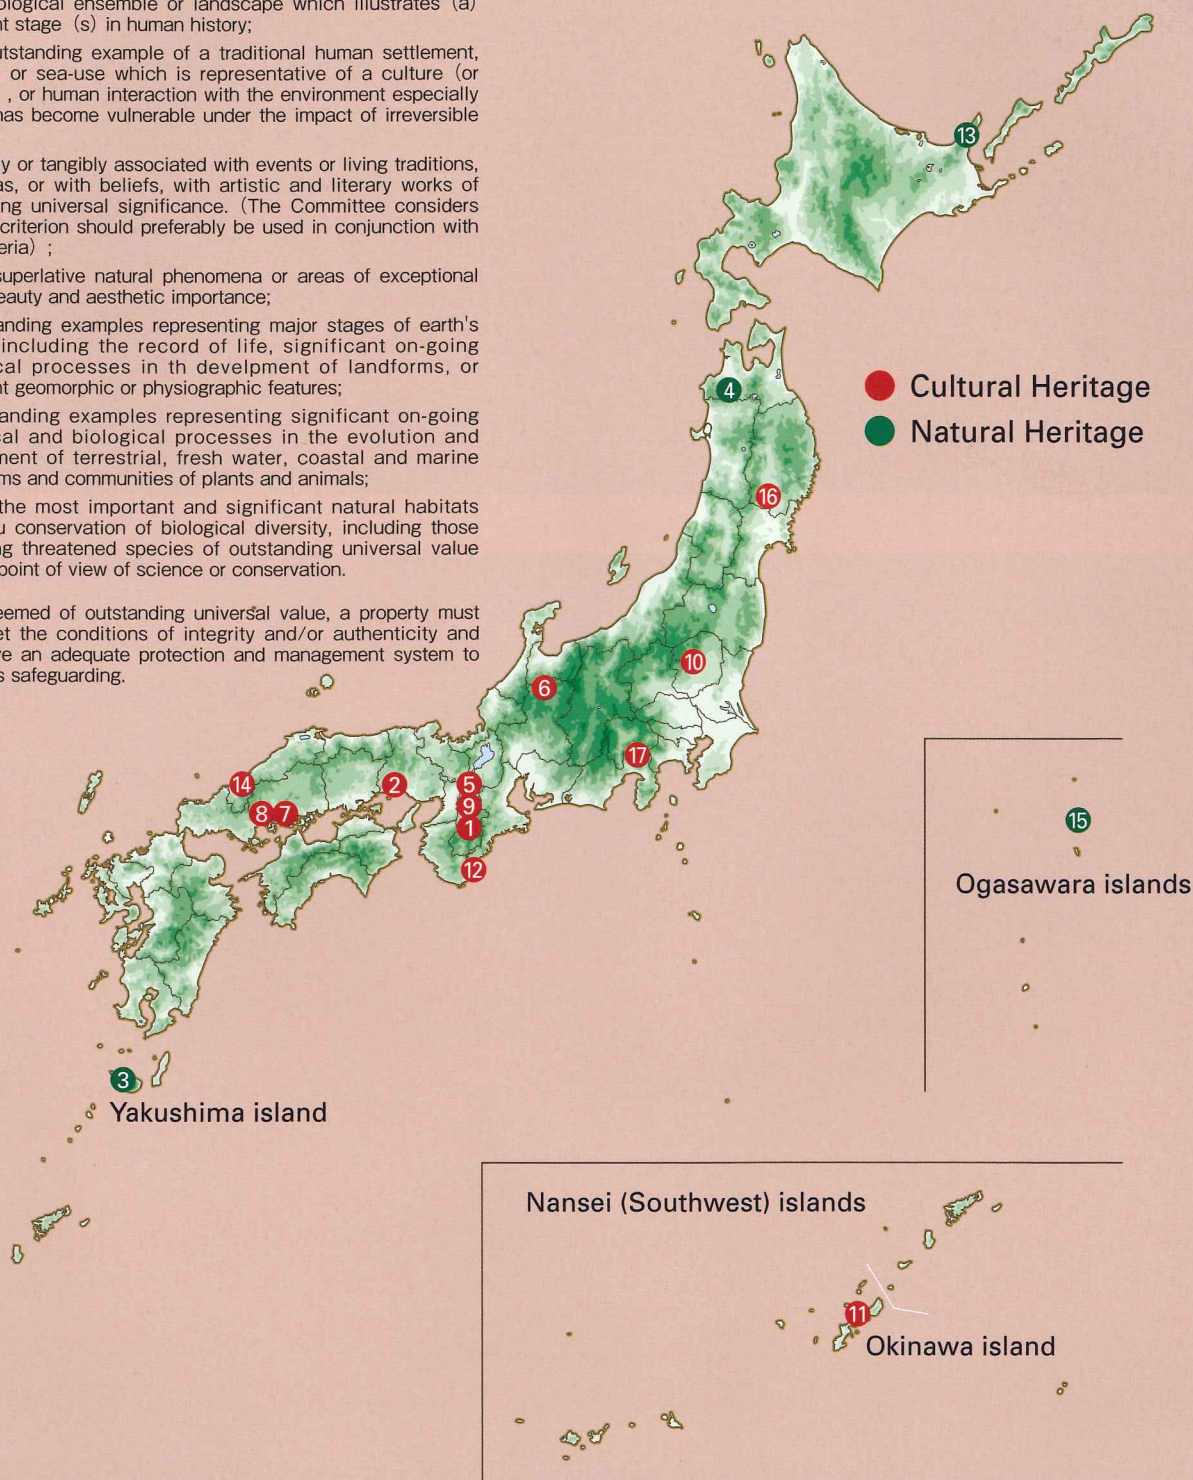 ological ensemble or landscape which illustrates (a)
nt stage (s) in human history;
utstanding example of a traditional human settlement,
or sea-use which is representative of a culture (or
, or human interaction with the environment especially
has become vulnerable under the impact of irreversible
y or tangibly associated with events or living traditions,
as, or with beliefs, with artistic and literary works of
ng universal significance. (The Committee considers
criterion should preferably be used in conjunction with
eria) ;
superlative natural phenomena or areas of exceptional
eauty and aesthetic importance;
anding examples representing major stages of earth's
including the record of life, significant on-going
cal processes in th develpment of landforms, or
nt geomorphic or physiographic features;
anding examples representing significant on-going
cal and biological processes in the evolution and
ment of terrestrial, fresh water, coastal and marine
ms and communities of plants and animals;
the most important and significant natural habitats
u conservation of biological diversity, including those
ng threatened species of outstanding universal value
point of view of science or conservation.
eemed of outstanding universal value, a property must
et the conditions of integrity and/or authenticity and
ve an adequate protection and management system to
s safeguarding.
13
4
Cultural Heritage
Natural Heritage
16
10
6
17
14
2
5
8
7
9
1
12
15
Ogasawara islands
3
Yakushima island
Nansei (Southwest) islands
11
Okinawa island